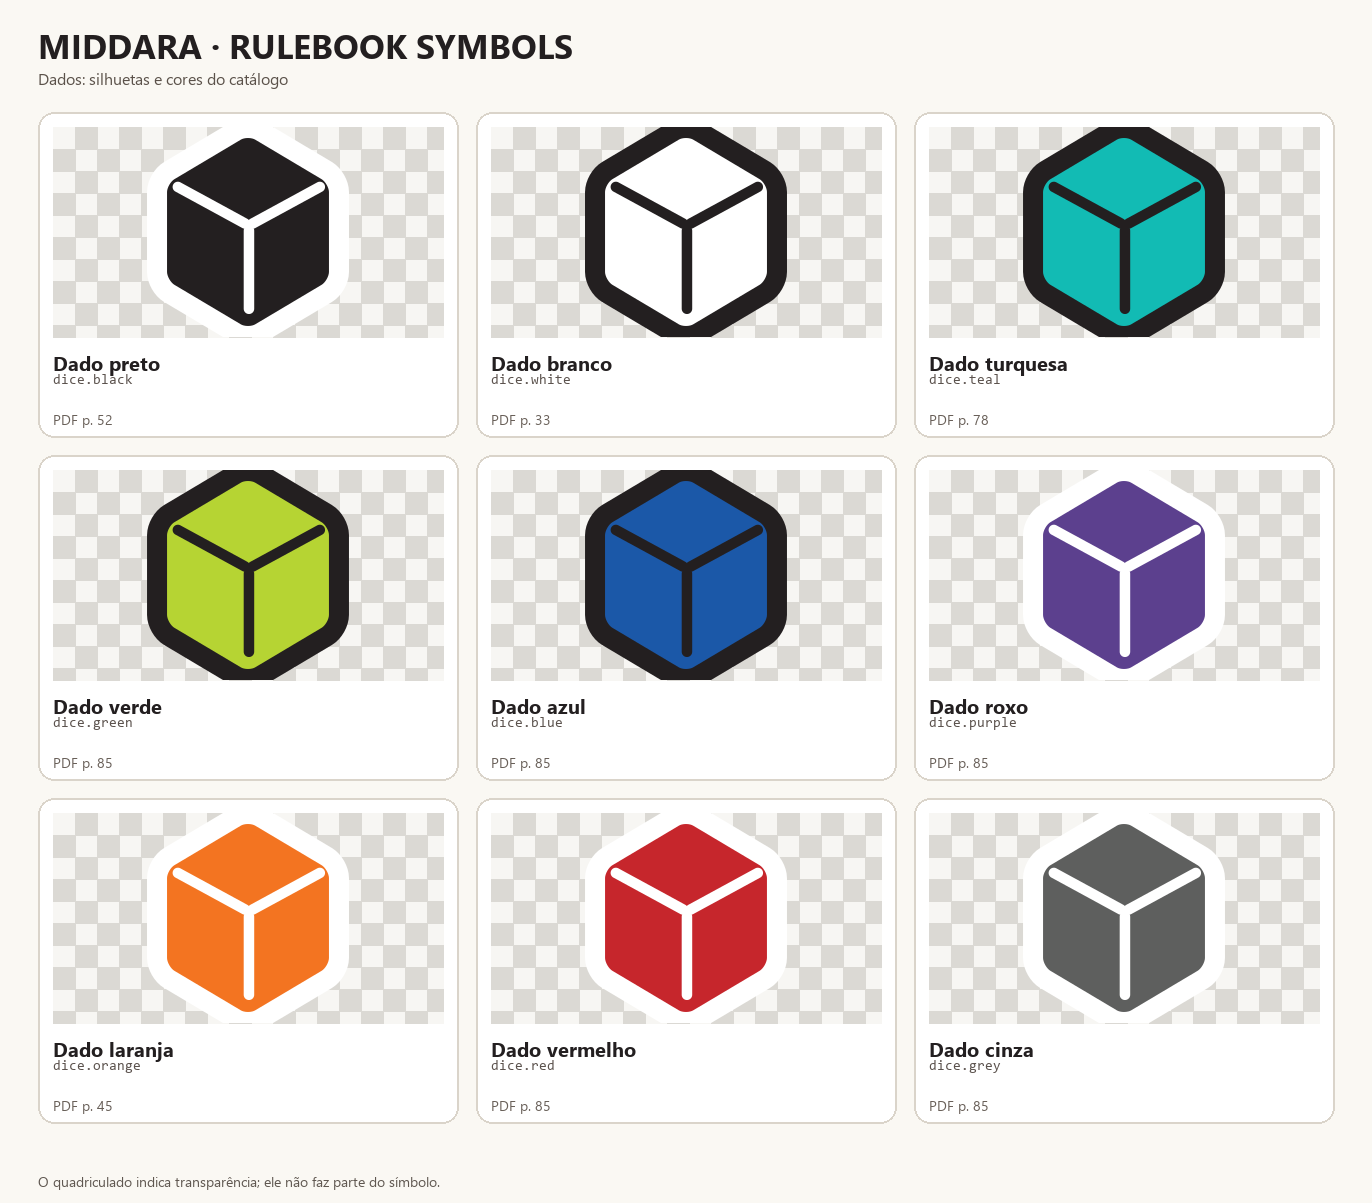 MIDDARA · RULEBOOK SYMBOLS
Dados: silhuetas e cores do catálogo
Dado preto
dice.black
PDF p. 52
Dado branco
dice.white
PDF p. 33
Dado turquesa
dice.teal
PDF p. 78
Dado verde
dice.green
PDF p. 85
Dado azul
dice.blue
PDF p. 85
Dado roxo
dice.purple
PDF p. 85
Dado laranja
dice.orange
PDF p. 45
Dado vermelho
dice.red
PDF p. 85
Dado cinza
dice.grey
PDF p. 85
O quadriculado indica transparência; ele não faz parte do símbolo.